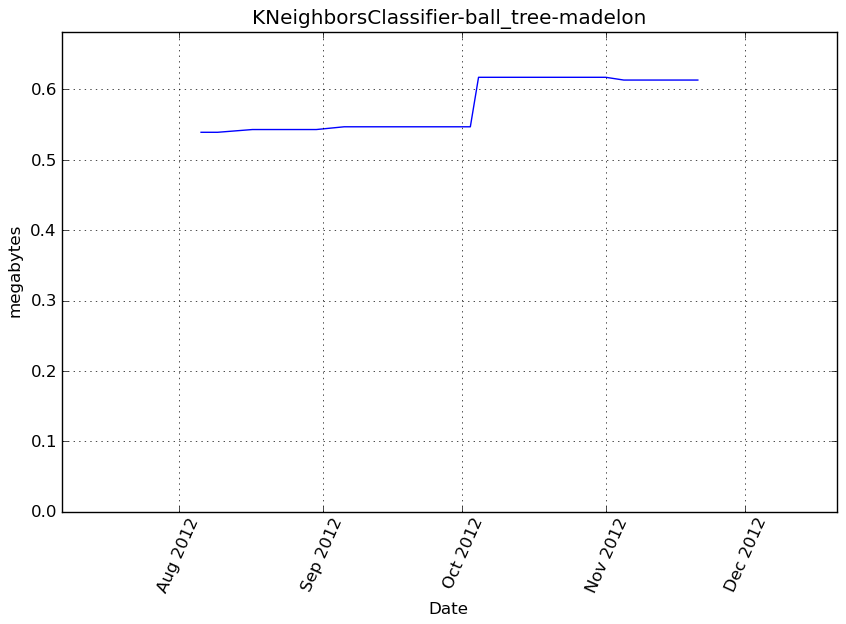 KNeighborsClassifier-ball_tree-madelon
0.6
0.5
0.4
0.3
0.2
0.1
0.0
megabytes
Aug 2012
Sep 2012
Oct 2012
Nov 2012
Dec 2012
Date